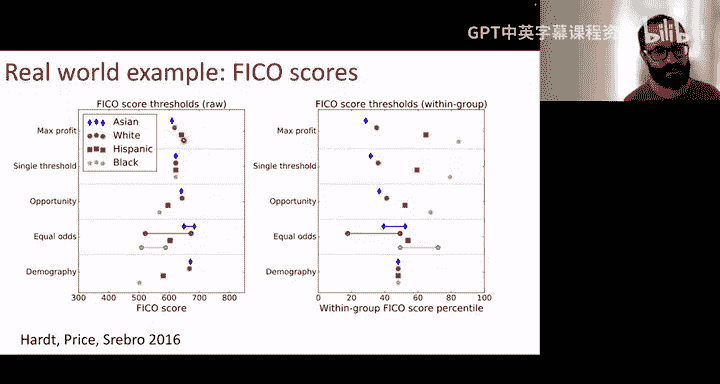 GPT中英字幕课程资
bilibili
Real world example: FICO scores
FICO score thresholds (raw)
Max profit
Single threshold
Opportunity
Equal odds
Demography
Asian
White
Hispanic
Black
300 400 500 600 700 800
FICO score
FICO score thresholds (within-group)
Max profit
Single threshold
Opportunity
Equal odds
Demography
0 20 40 60 80 100
Within-group FICO score percentile
Hardt, Price, Srebro 2016